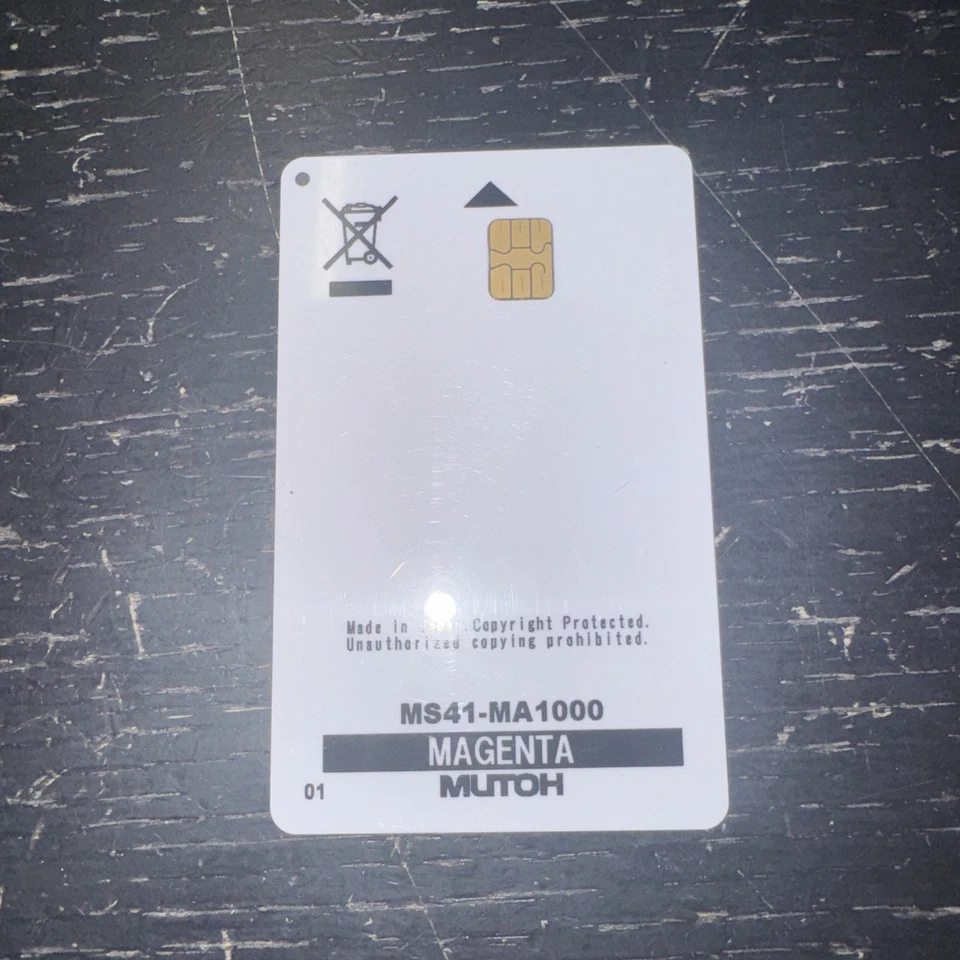 Made in Copyright Protected.
Unauthorized copying prohibited.
MS41-MA1000
MAGENTA
MUTOH
01